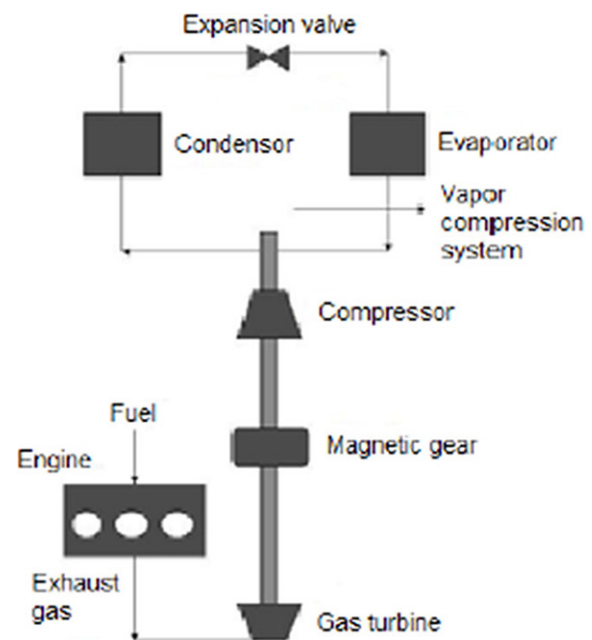 Expansion valve
Condensor
Evaporator
Vapor
compression
system
Compressor
Magnetic gear
Fuel
Engine
Exhaust
gas
Gas turbine